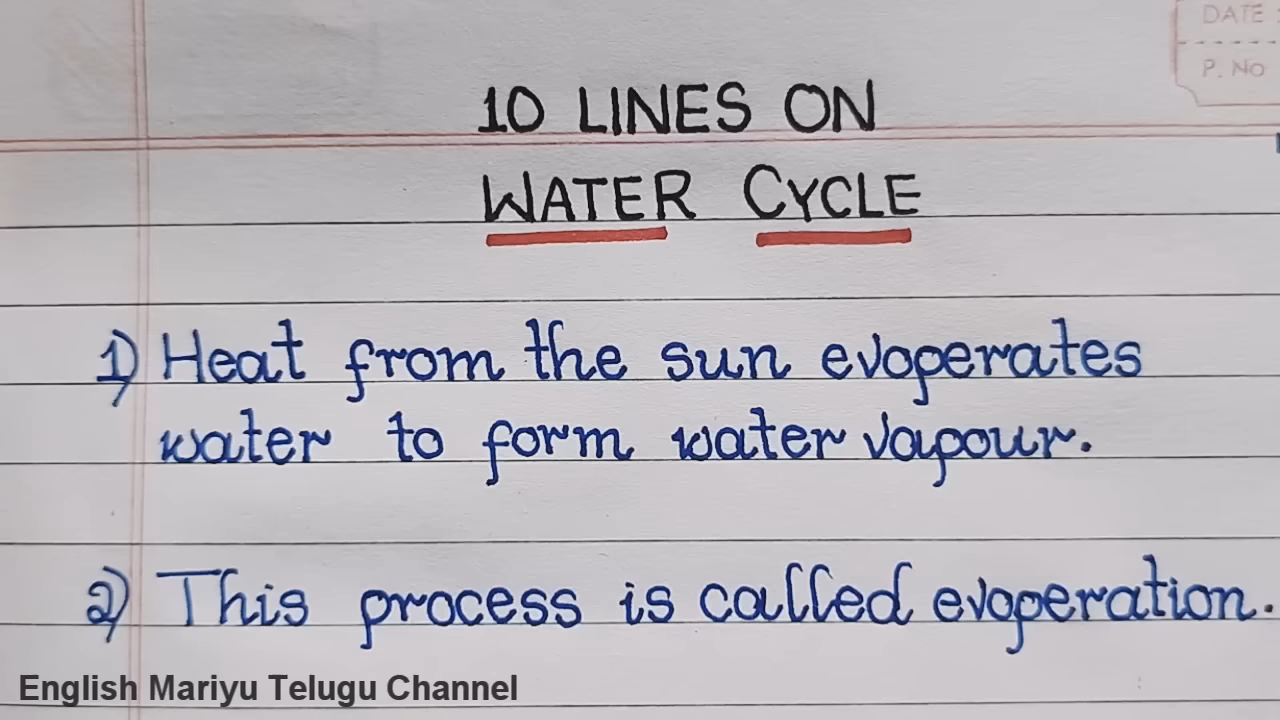 DATE
P. No
10 LINES ON
WATER CYCLE
1) Heat from the sun evoperates
water to form water vapour.
2) This process is called evoperation.
English Mariyu Telugu Channel